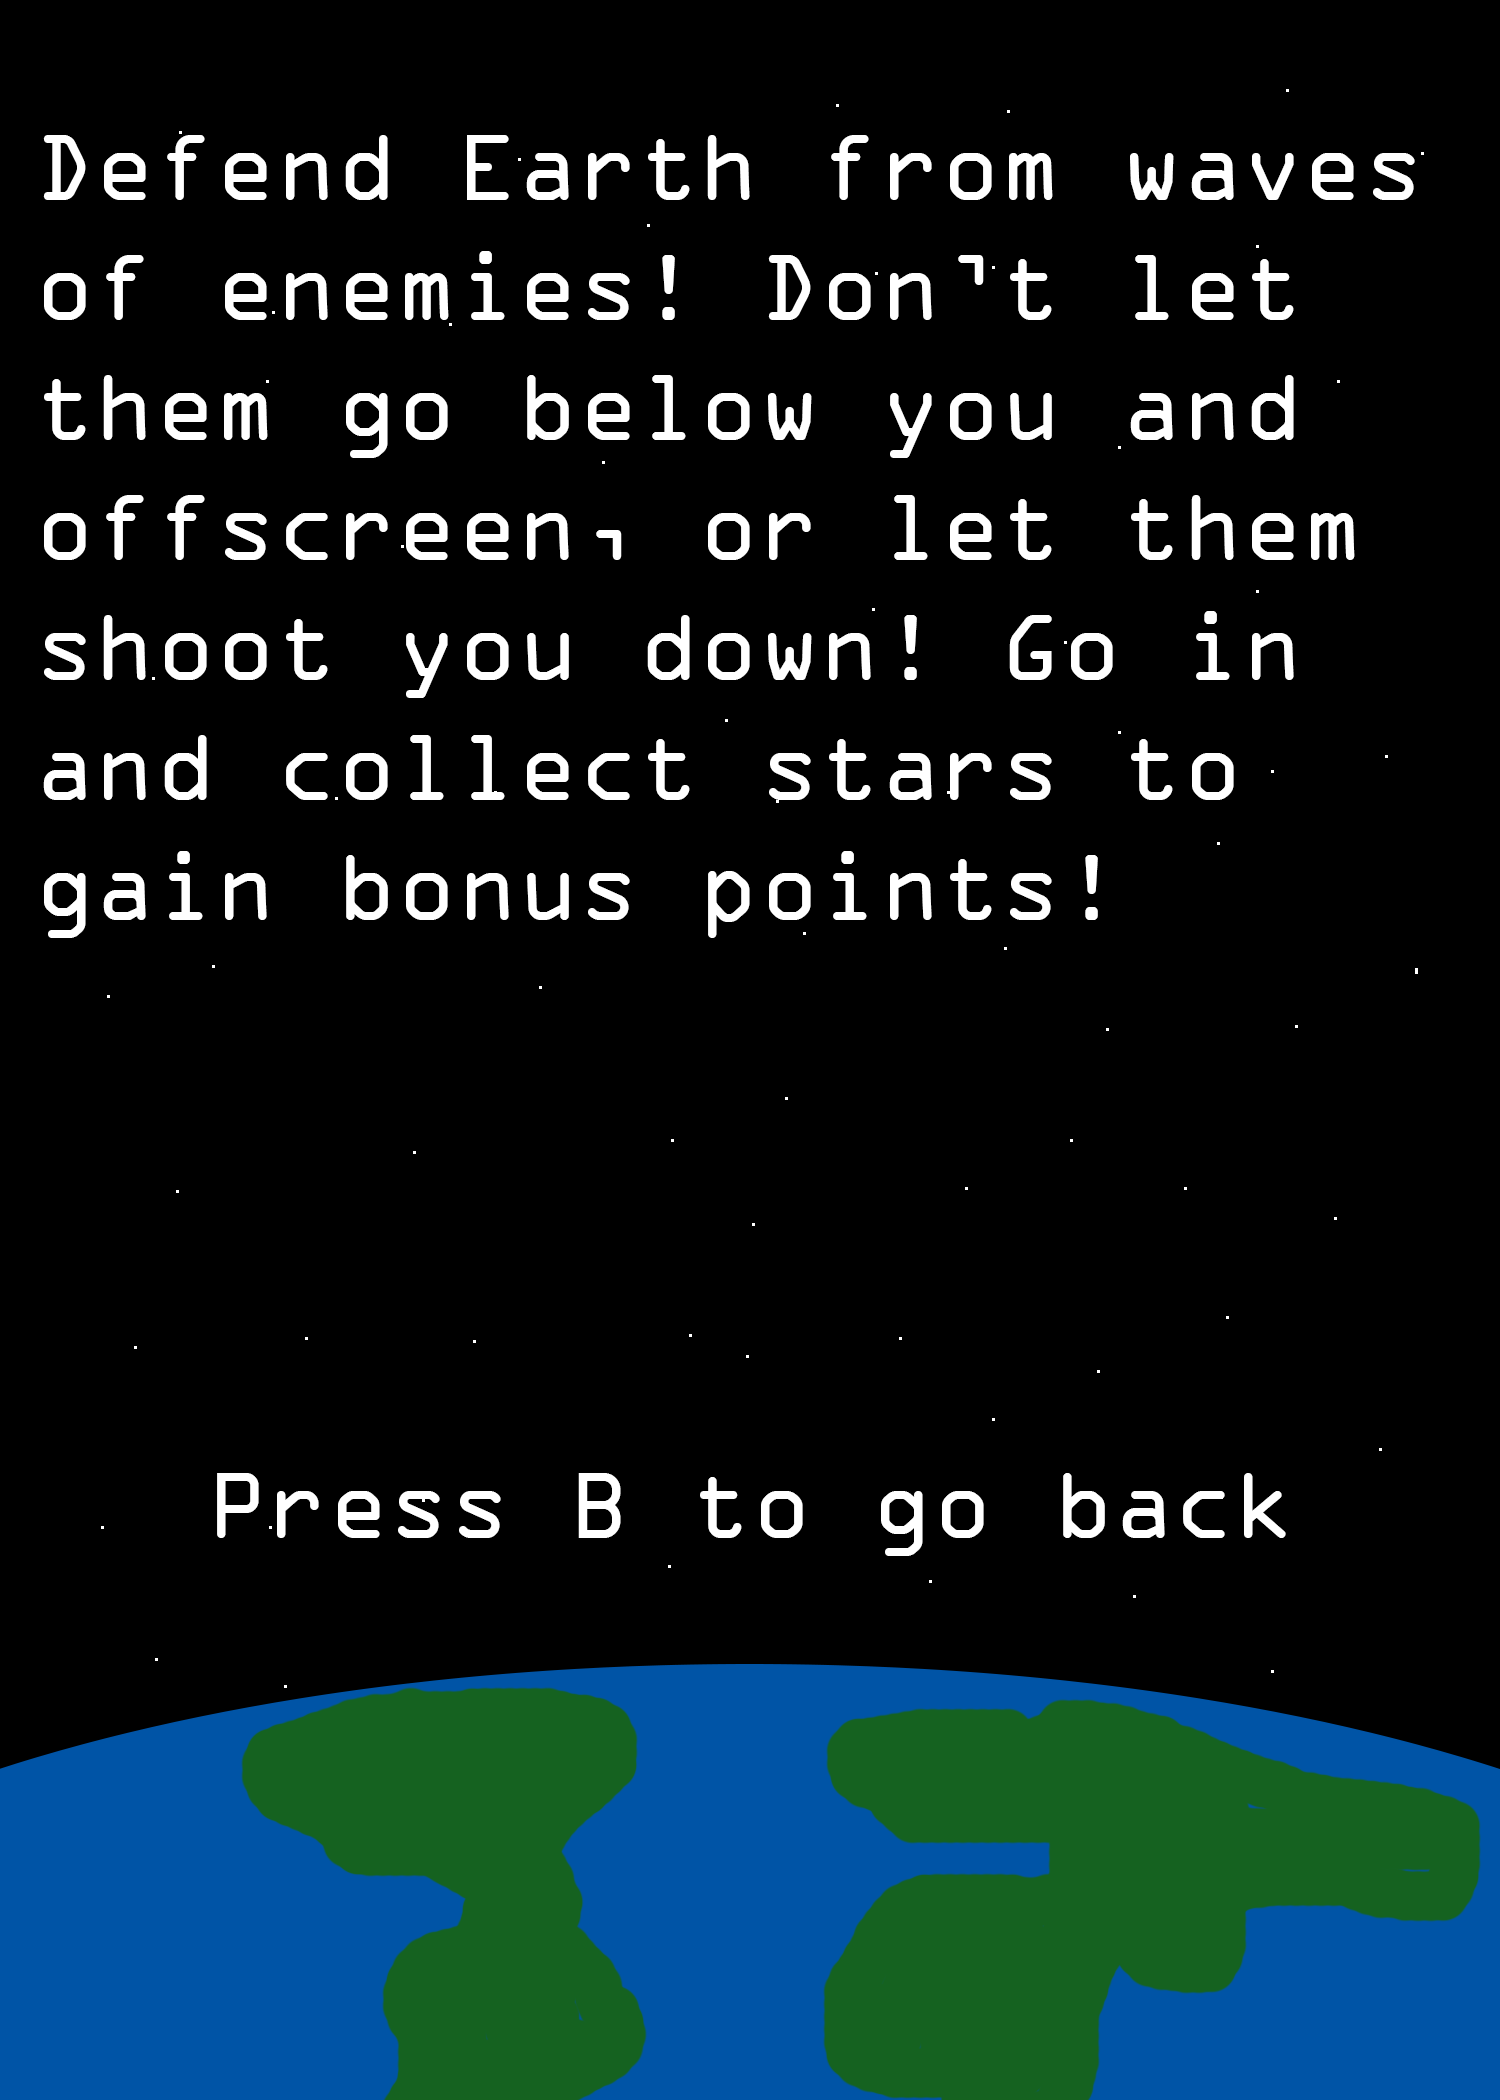 Defend Earth from waves
of enemies! Don't let
them go below you and
offscreen, or let them
shoot you down! Go in
and collect stars to
gain bonus points!
Press B to go back